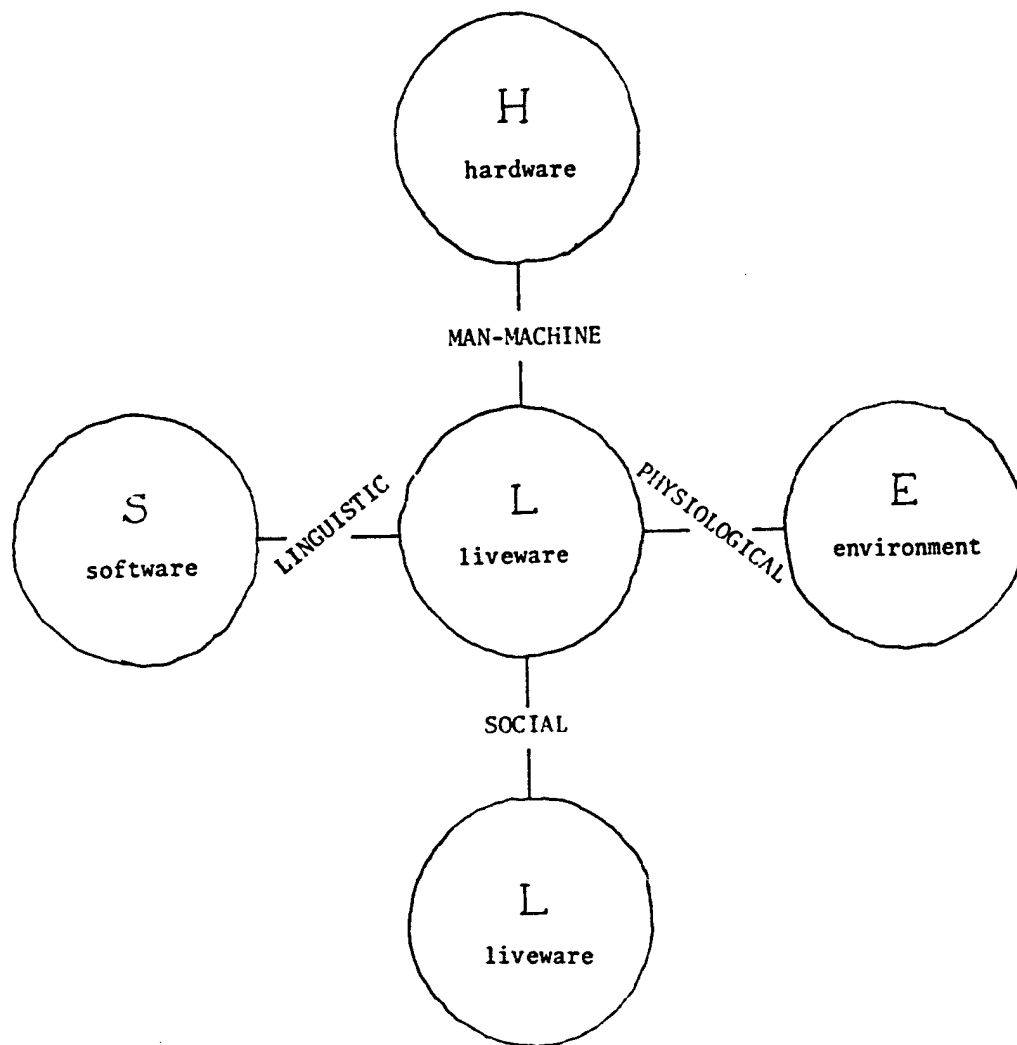 H
hardware
MAN-MACHINE
S
software
LINGUISTIC
L
liveware
PHYSIOLOGICAL
E
environment
SOCIAL
L
liveware